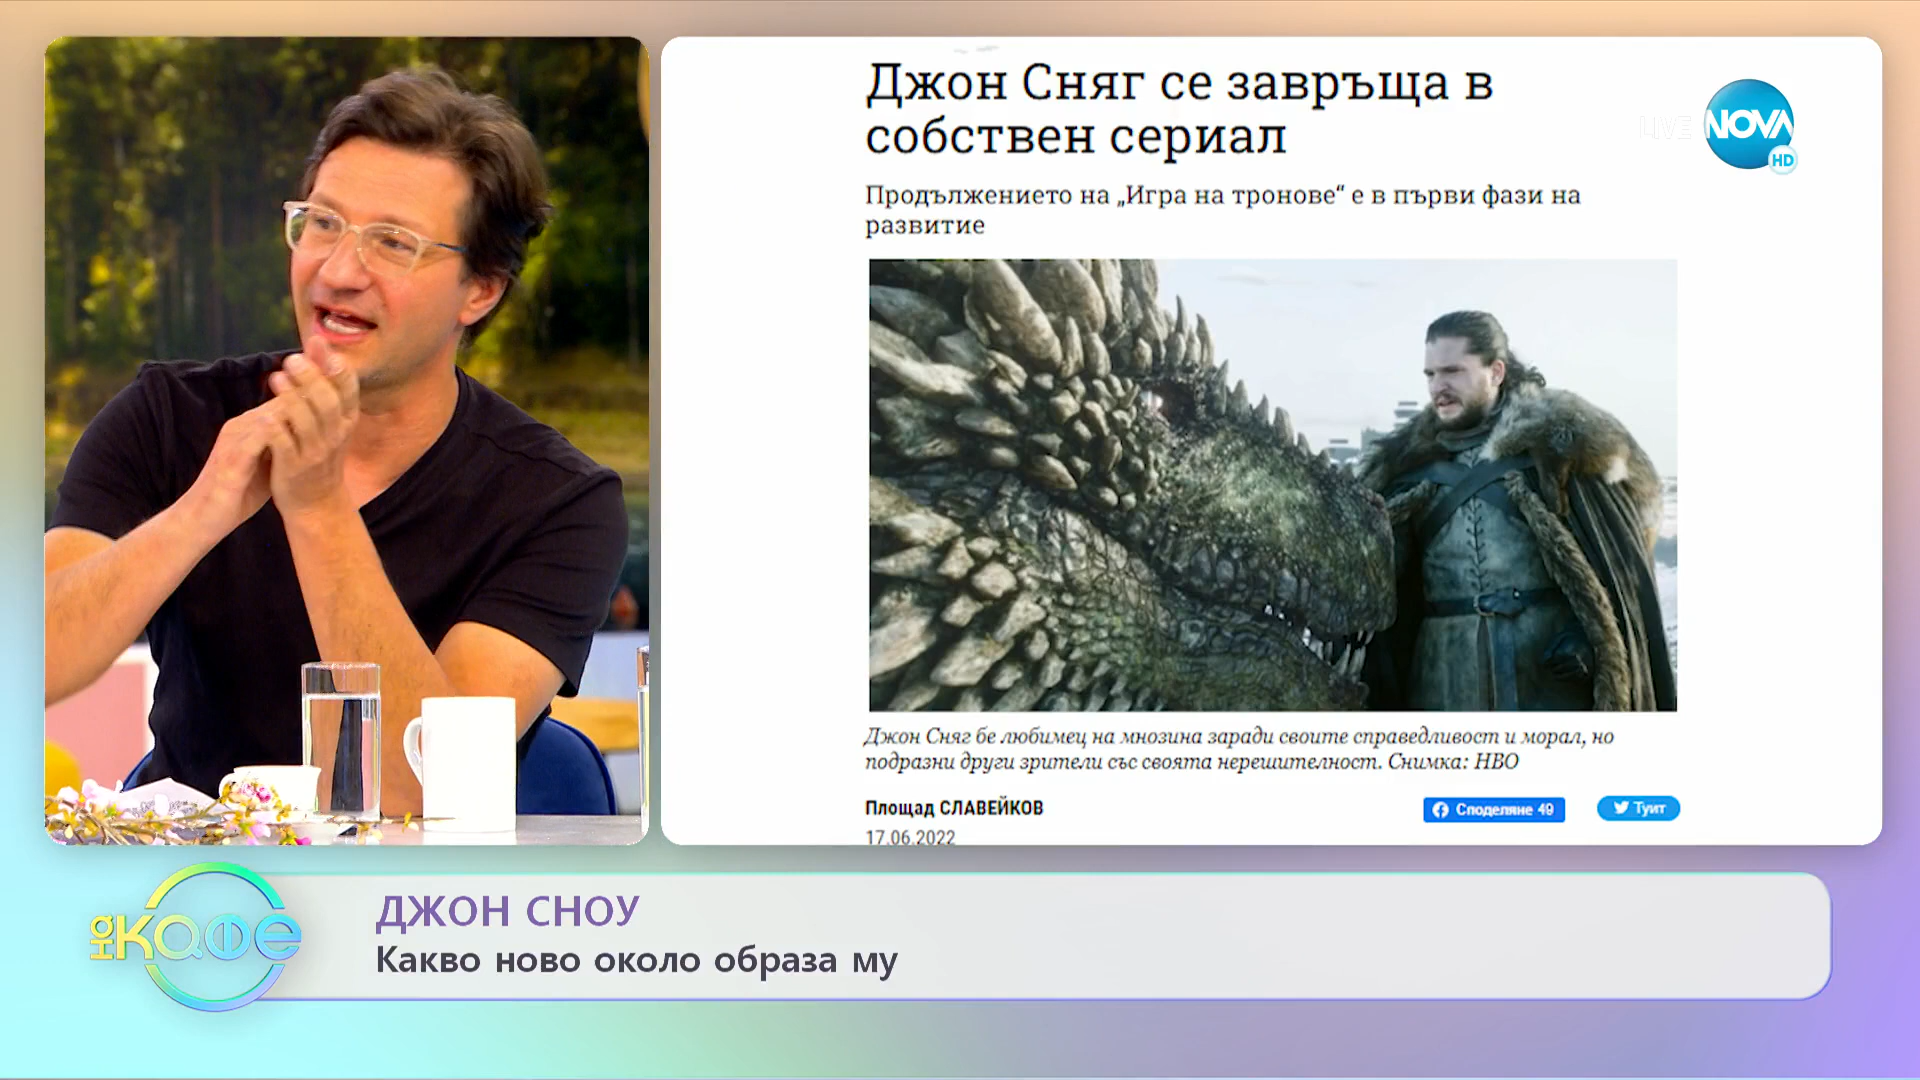 Джон Сняг се завръща в
собствен сериал
Продължението на „Игра на тронове“ е в първи фази на
развитие
LIVE
NOVA
HD
Джон Сняг бе любимец на мнозина заради своите справедливост и морал, но
подразни други зрители със своята нерешителност. Снимка: HBO
Площад СЛАВЕЙКОВ
17.06.2022
Споделяне 49
Туит
на кафе
ДЖОН СНОУ
Какво ново около образа му